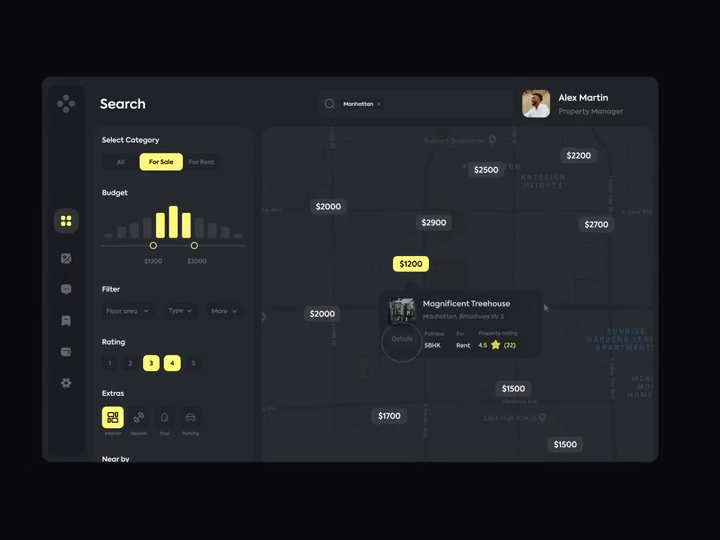 Search
Manhattan ×
Alex Martin
Property Manager
Select Category
All
For Sale
For Rent
Budget
$1200
$3000
Filter
Floor area
Type
More
Rating
1
2
3
4
5
Extras
Interior
Garden
Pool
Parking
Near by
$2500
$2200
ARTESIAN
HEIGHTS
$2000
$2900
$2700
$1200
$2000
Magnificent Treehouse
Manhattan, Broadway str 3
Fullness
For
Property rating
5BHK
Rent
4.5
(22)
Details
SUNRISE
GARDENS
APARTMENTS
$1500
$1700
$1500